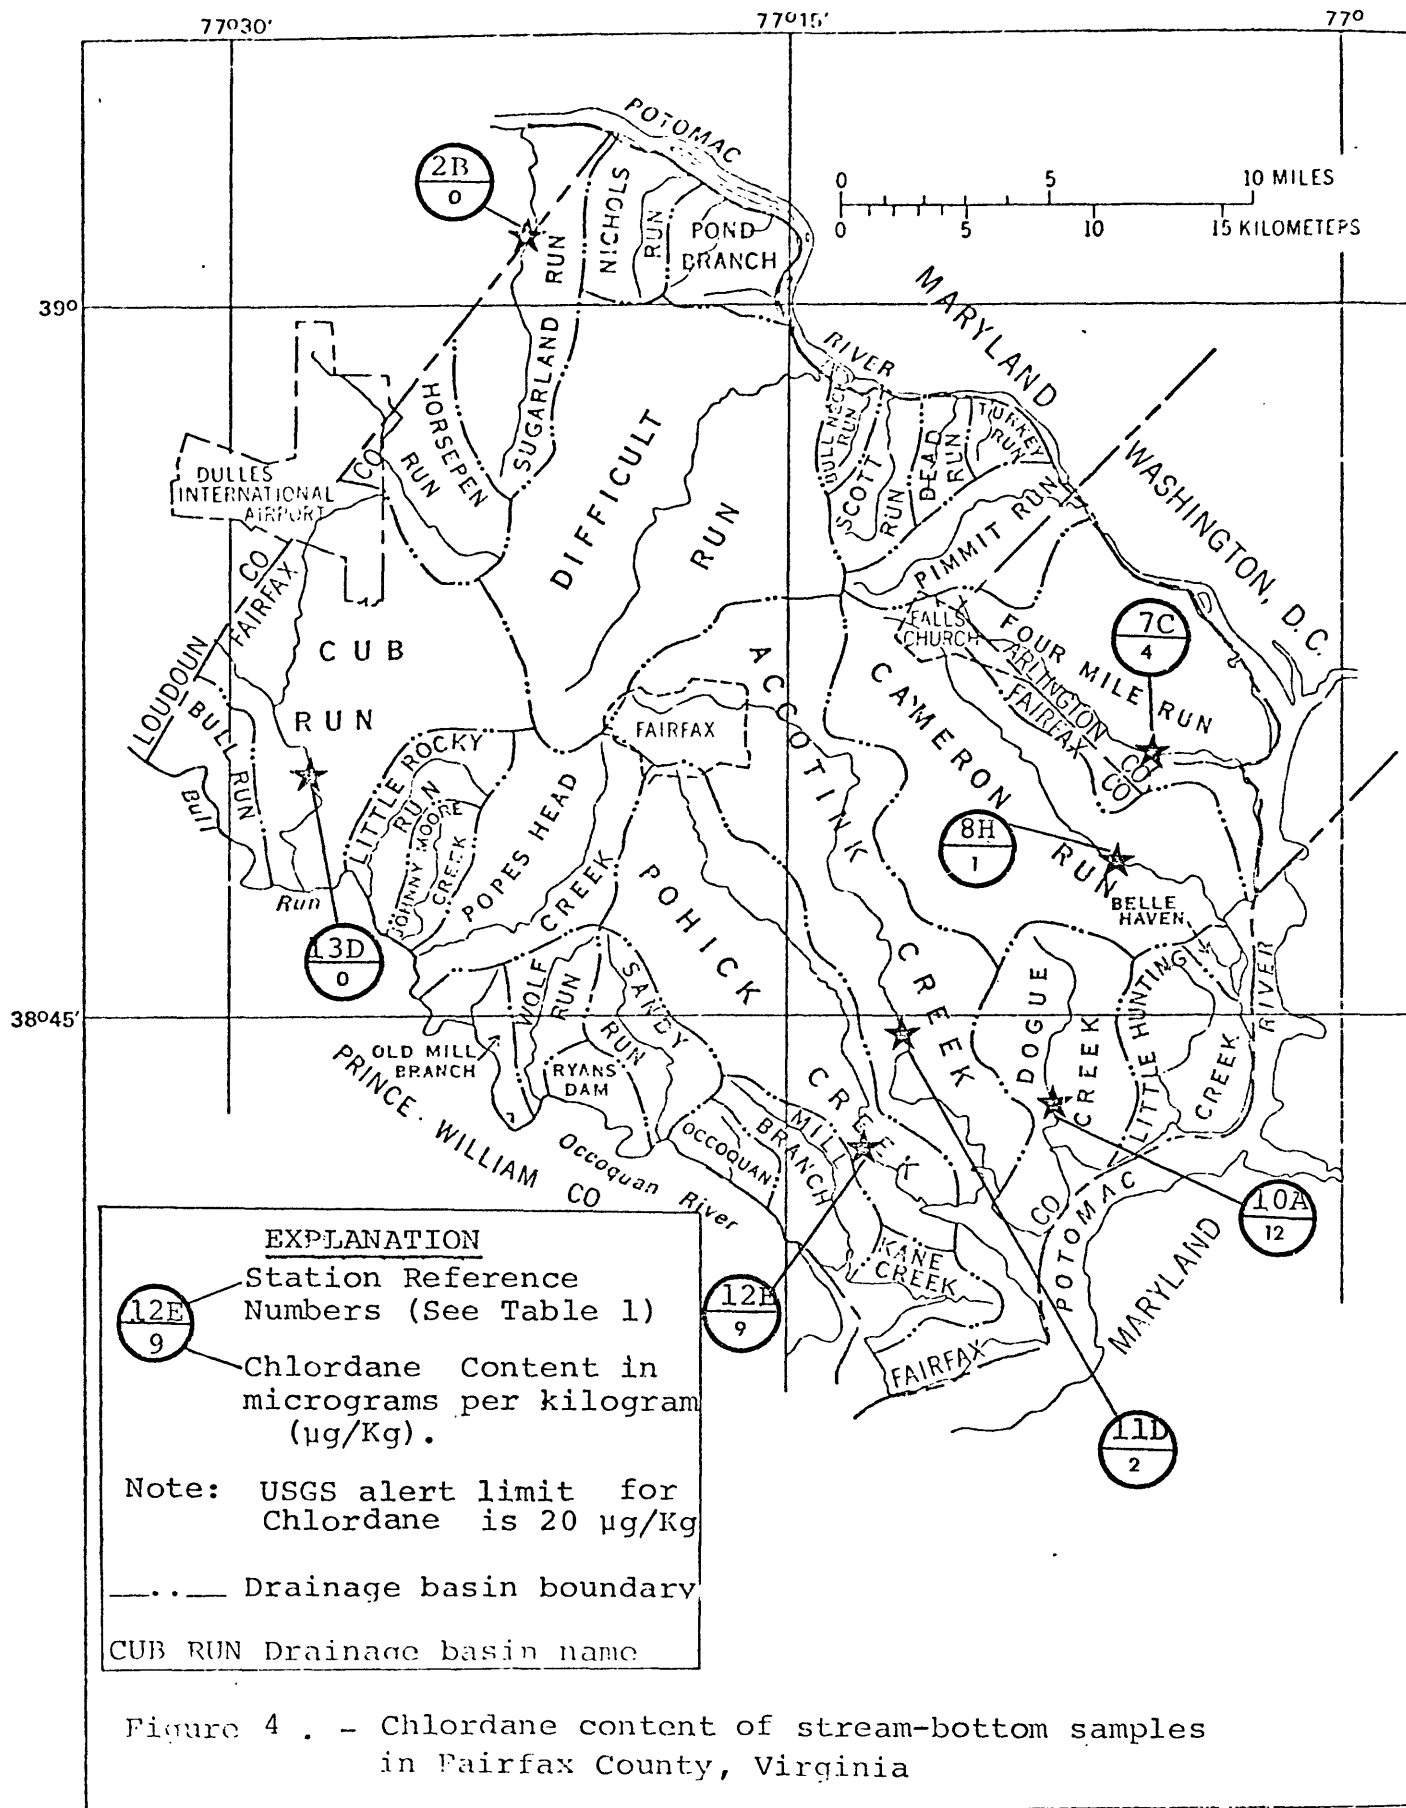 77º30′
77º15′
77º
POTOMAC
2B
0
NICHOLS
RUN
POND
BRANCH
0 5 10 MILES
0 5 10 15 KILOMETERS
MARYLAND
39º
SUGARLAND RUN
RIVER
HORSEPEN
RUN
DIFFICULT
RUN
BULL NECK
RUN
SCOTT
RUN
DEAD
RUN
TURKEY
RUN
WASHINGTON, D.C.
CO
DULLES
INTERNATIONAL
AIRPORT
PIMMIT RUN
CO
FAIRFAX
LOUDOUN
FALLS
CHURCH
7C
4
FOUR MILE RUN
ARLINGTON CO
FAIRFAX CO
CUB
RUN
BULL RUN
Bull
Run
ACCOTINK
CREEK
CAMERON
RUN
FAIRFAX
LITTLE ROCKY
RUN
JOHNNY MOORE
CREEK
POPES HEAD
CREEK
8H
1
BELLE
HAVEN
POHICK
CREEK
13D
0
WOLF
RUN
SANDY
RUN
DOGUE
CREEK
LITTLE HUNTING
CREEK
RIVER
38º45′
OLD MILL
BRANCH
RYANS
DAM
PRINCE WILLIAM
CO
Occoquan River
OCCOQUAN
MILL
BRANCH
10A
12
CO
POTOMAC
MARYLAND
KANE
CREEK
FAIRFAX
12E
9
11D
2
EXPLANATION
12E
9
Station Reference
Numbers (See Table 1)
Chlordane Content in
micrograms per kilogram
(µg/Kg).
Note: USGS alert limit for
Chlordane is 20 µg/Kg
Drainage basin boundary
CUB RUN Drainage basin name
Figure 4 . - Chlordane content of stream-bottom samples
in Fairfax County, Virginia